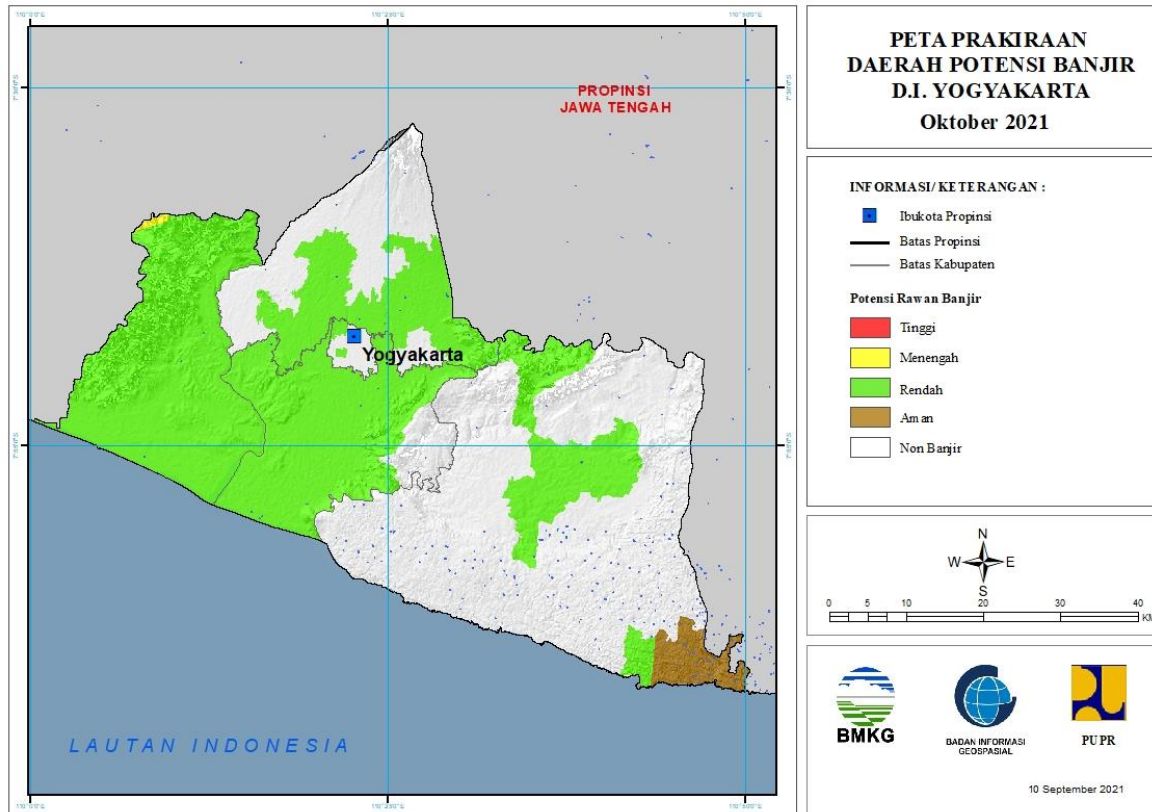 PROPINSI
JAWA TENGAH
Yogyakarta
LAUTAN INDONESIA
PETA PRAKIRAAN
DAERAH POTENSI BANJIR
D.I. YOGYAKARTA
Oktober 2021
INFORMASI/ KETERANGAN :
Ibukota Propinsi
Batas Propinsi
Batas Kabupaten
Potensi Rawan Banjir
Tinggi
Menengah
Rendah
Aman
Non Banjir
N
W E
S
0 5 10 20 30 40
KM
BMKG
BADAN INFORMASI
GEOSPASIAL
PUPR
10 September 2021